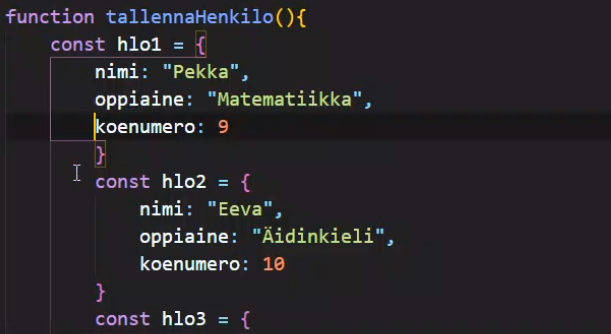 function tallennaHenkilo(){
const hlo1 = {
nimi: "Pekka",
oppiaine: "Matematiikka",
koenumero: 9
}
const hlo2 = {
nimi: "Eeva",
oppiaine: "Äidinkieli",
koenumero: 10
}
const hlo3 = {